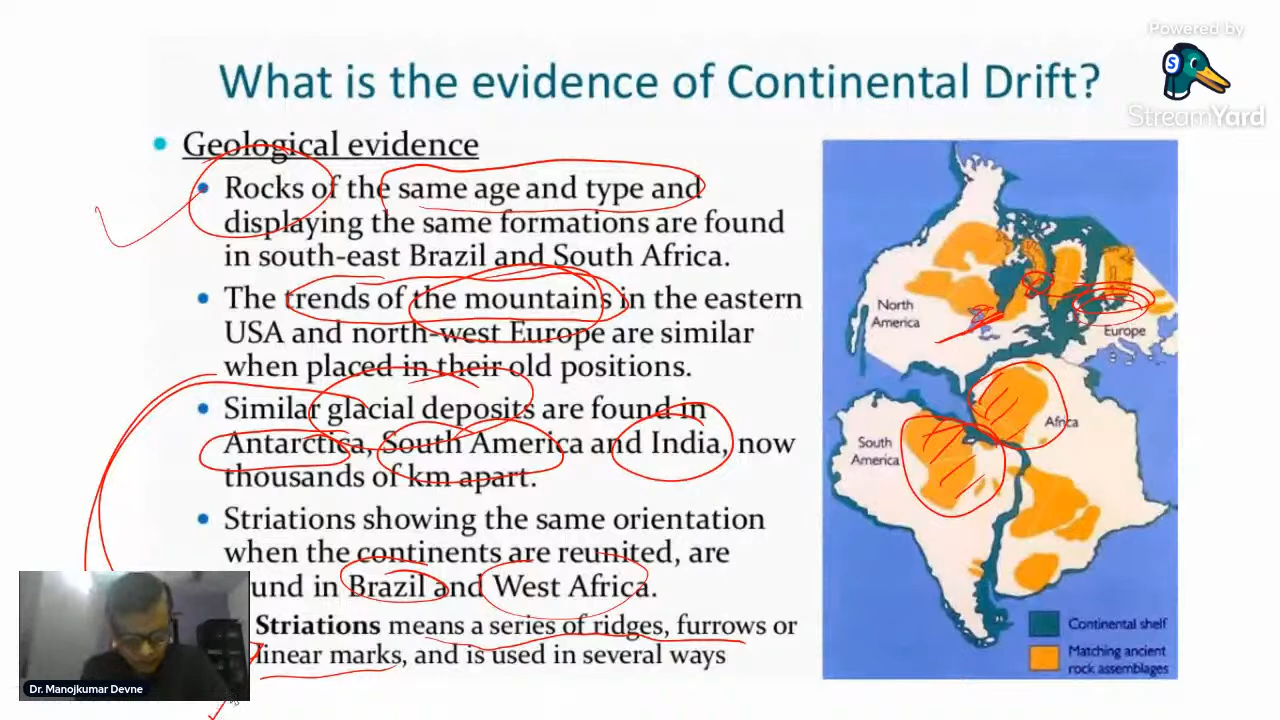 Powered by
StreamYard
What is the evidence of Continental Drift?
Geological evidence
Rocks of the same age and type and
displaying the same formations are found
in south-east Brazil and South Africa.
The trends of the mountains in the eastern
USA and north-west Europe are similar
when placed in their old positions.
Similar glacial deposits are found in
Antarctica, South America and India, now
thousands of km apart.
Striations showing the same orientation
when the continents are reunited, are
und in Brazil and West Africa.
Striations means a series of ridges, furrows or
linear marks, and is used in several ways
North
America
Europe
Africa
South
America
Continental shelf
Matching ancient
rock assemblages
Dr. Manojkumar Devne